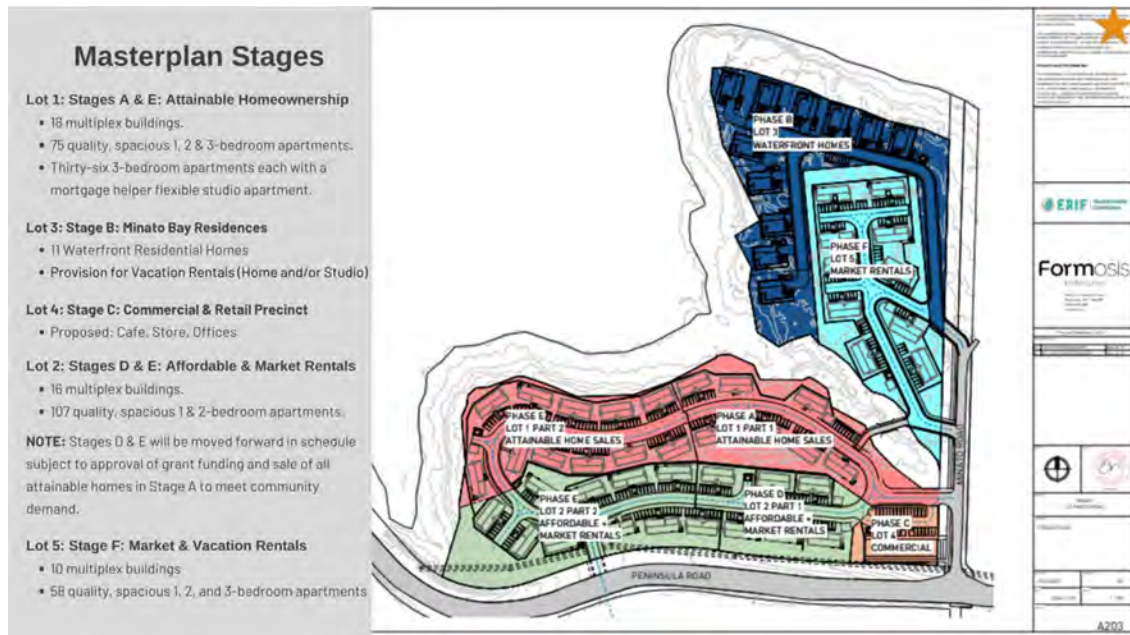 Masterplan Stages
Lot 1: Stages A & E: Attainable Homeownership
18 multiplex buildings.
75 quality, spacious 1, 2 & 3-bedroom apartments.
Thirty-six 3-bedroom apartments each with a
mortgage helper flexible studio apartment.
Lot 3: Stage B: Minato Bay Residences
11 Waterfront Residential Homes
Provision for Vacation Rentals (Home and/or Studio)
Lot 4: Stage C: Commercial & Retail Precinct
Proposed: Cafe, Store, Offices
Lot 2: Stages D & E: Affordable & Market Rentals
16 multiplex buildings.
107 quality, spacious 1 & 2-bedroom apartments.
NOTE: Stages D & E will be moved forward in schedule
subject to approval of grant funding and sale of all
attainable homes in Stage A to meet community
demand.
Lot 5: Stage F: Market & Vacation Rentals
10 multiplex buildings
58 quality, spacious 1, 2, and 3-bedroom apartments
PHASE B
LOT 3
WATERFRONT HOMES
PHASE F
LOT 5
MARKET RENTALS
PHASE E
LOT 1 PART 2
ATTAINABLE HOME SALES
PHASE A
LOT 1 PART 1
ATTAINABLE HOME SALES
PHASE E
LOT 2 PART 2
AFFORDABLE +
MARKET RENTALS
PHASE D
LOT 2 PART 1
AFFORDABLE +
MARKET RENTALS
PHASE C
LOT 4
COMMERCIAL
PENINSULA ROAD
MINATO ROAD
ERIF
Formosis
A203